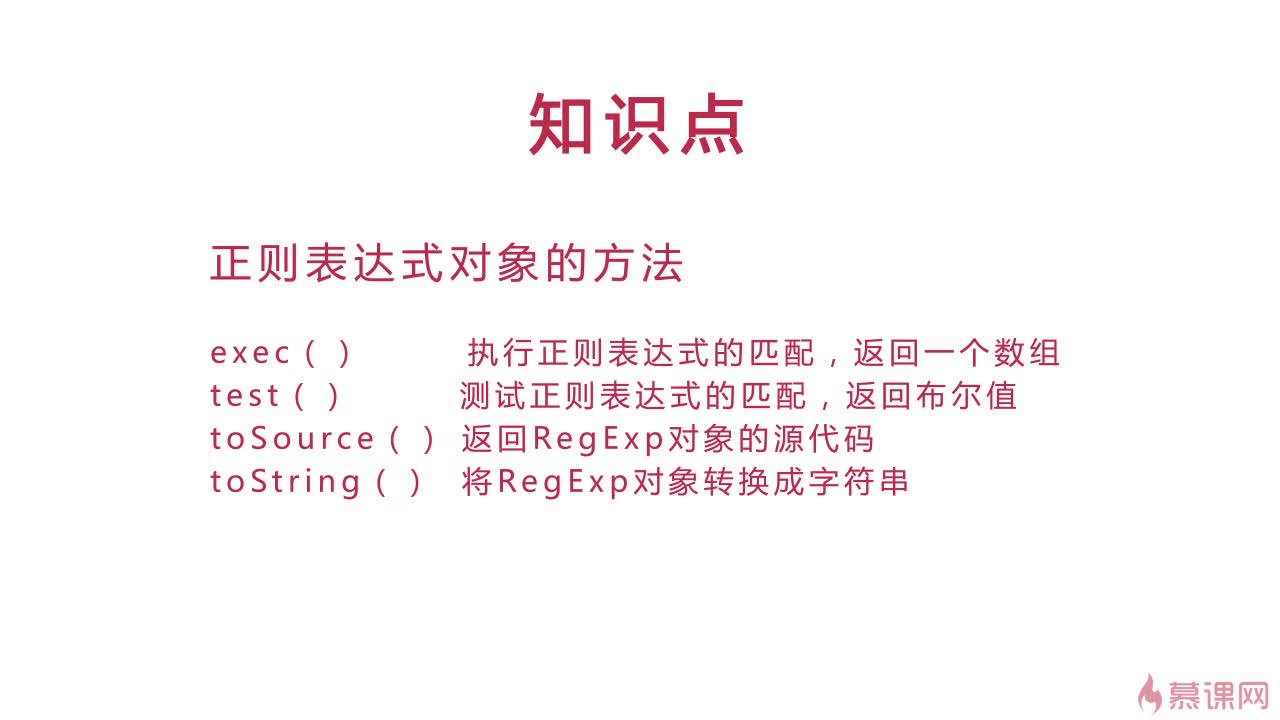 知识点
正则表达式对象的方法
exec（ ） 执行正则表达式的匹配，返回一个数组
test（ ） 测试正则表达式的匹配，返回布尔值
toSource（ ） 返回RegExp对象的源代码
toString（ ） 将RegExp对象转换成字符串
慕课网